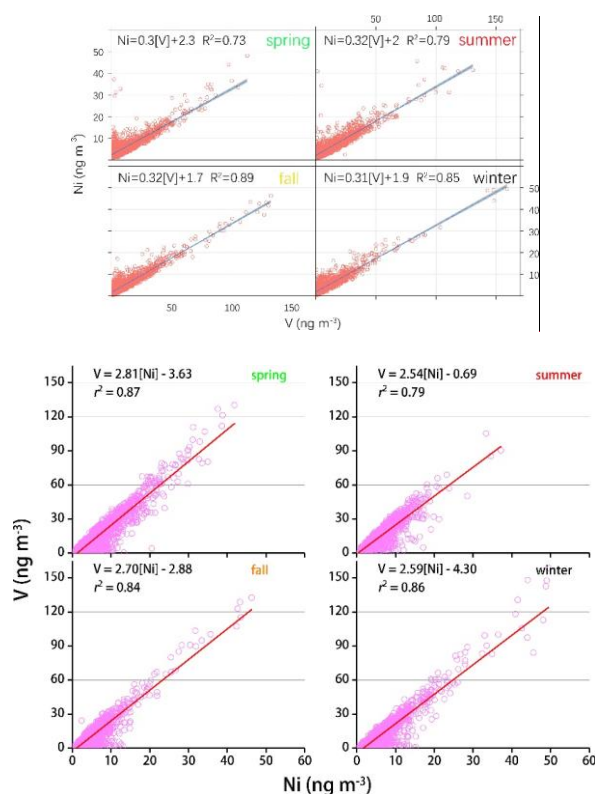 50 100 150
Ni=0.3[V]+2.3 R²=0.73 spring Ni=0.32[V]+2 R²=0.79 summer
50
40
30
20
10
Ni (ng m⁻³)
Ni=0.32[V]+1.7 R²=0.89 fall Ni=0.31[V]+1.9 R²=0.85 winter
50
40
30
20
10
50 100 150
V (ng m⁻³)
V = 2.81[Ni] - 3.63 spring V = 2.54[Ni] - 0.69 summer
r² = 0.87 r² = 0.79
150 150
120 120
90 90
60 60
30 30
0 0
V (ng m⁻³)
V = 2.70[Ni] - 2.88 fall V = 2.59[Ni] - 4.30 winter
r² = 0.84 r² = 0.86
150 150
120 120
90 90
60 60
30 30
0 0
0 10 20 30 40 50 60 0 10 20 30 40 50 60
Ni (ng m⁻³)